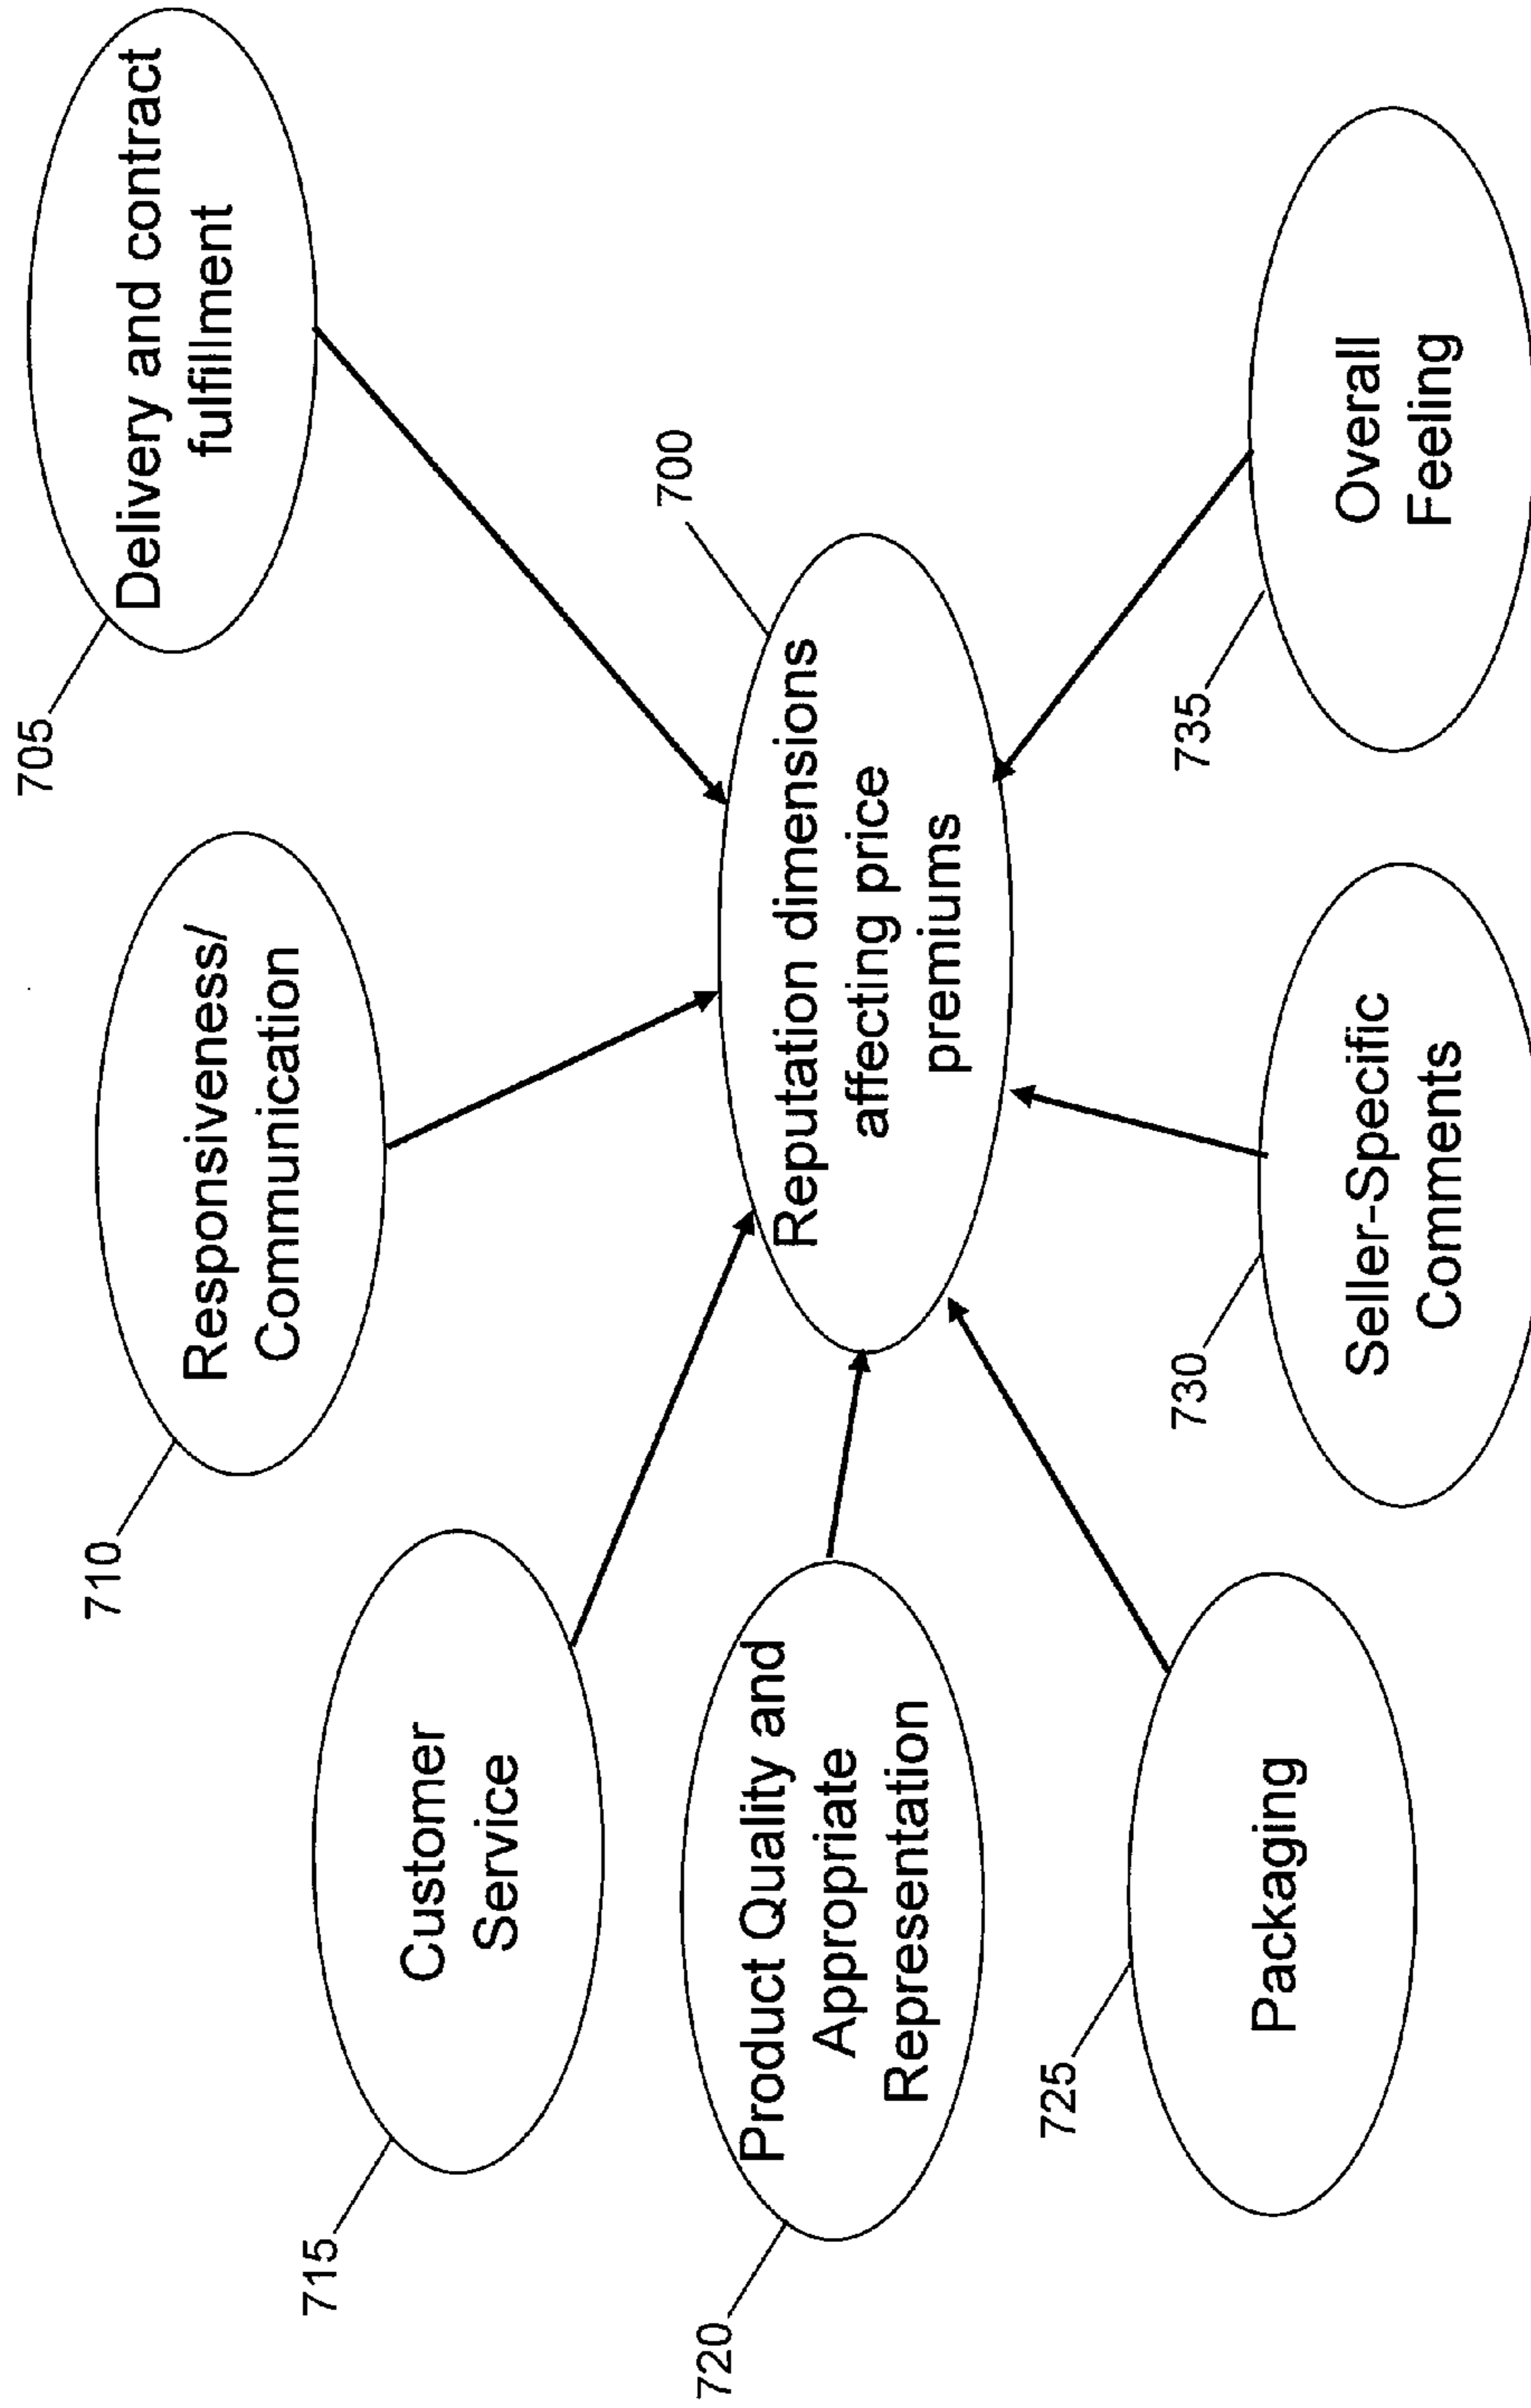 705
Delivery and contract
fulfillment
710
Responsiveness/
Communication
715
Customer
Service
700
Reputation dimensions
affecting price
premiums
720
Product Quality and
Appropriate
Representation
725
Packaging
730
Seller-Specific
Comments
735
Overall
Feeling